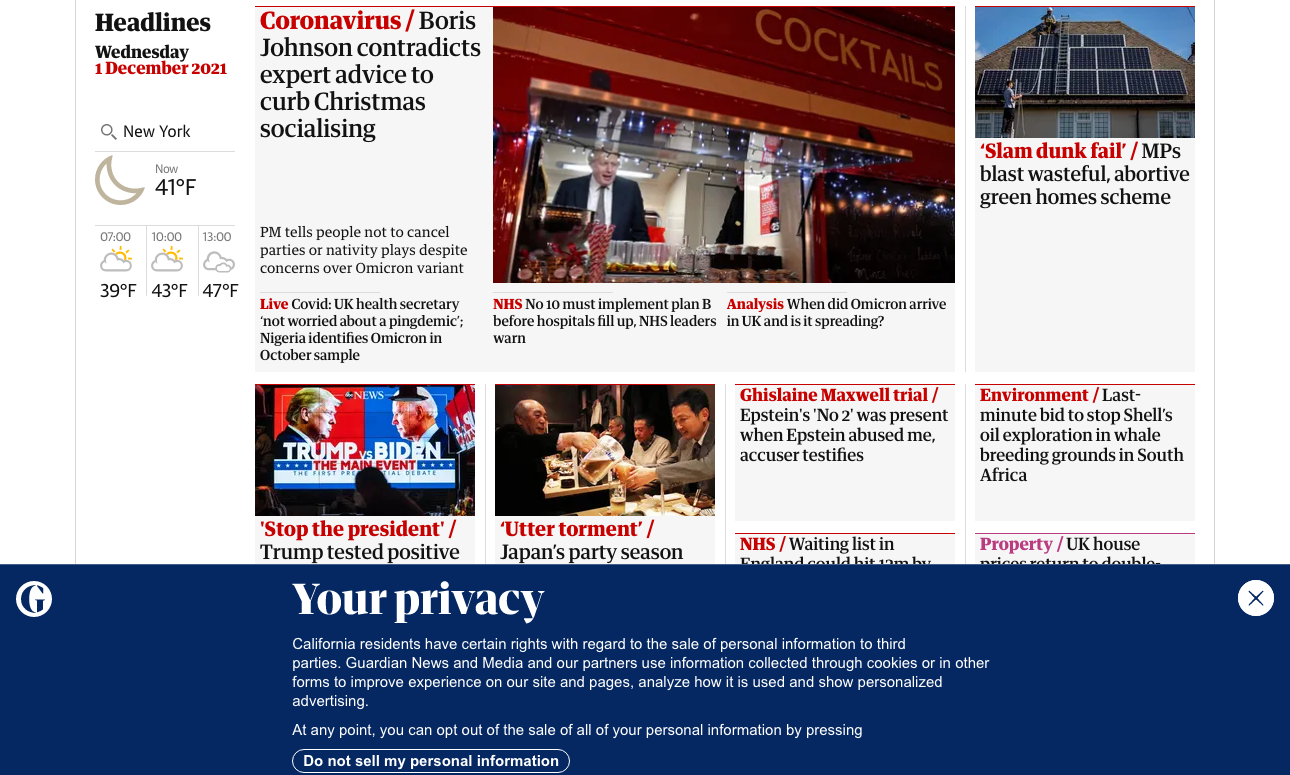 Headlines
Wednesday
1 December 2021
New York
Now
41°F
07:00
10:00
13:00
39°F
43°F
47°F
Coronavirus / Boris
Johnson contradicts
expert advice to
curb Christmas
socialising
PM tells people not to cancel
parties or nativity plays despite
concerns over Omicron variant
COCKTAILS
Live Covid: UK health secretary
‘not worried about a pingdemic’;
Nigeria identifies Omicron in
October sample
NHS No 10 must implement plan B
before hospitals fill up, NHS leaders
warn
Analysis When did Omicron arrive
in UK and is it spreading?
‘Slam dunk fail’ / MPs
blast wasteful, abortive
green homes scheme
abc NEWS
TRUMP VS BIDEN
THE MAIN EVENT
THE FIRST PRESIDENTIAL DEBATE
'Stop the president' /
Trump tested positive
‘Utter torment’ /
Japan’s party season
Ghislaine Maxwell trial /
Epstein's 'No 2' was present
when Epstein abused me,
accuser testifies
NHS / Waiting list in
England could hit 12m by
Environment / Last-
minute bid to stop Shell’s
oil exploration in whale
breeding grounds in South
Africa
Property / UK house
prices return to double-
Your privacy
California residents have certain rights with regard to the sale of personal information to third
parties. Guardian News and Media and our partners use information collected through cookies or in other
forms to improve experience on our site and pages, analyze how it is used and show personalized
advertising.
At any point, you can opt out of the sale of all of your personal information by pressing
Do not sell my personal information